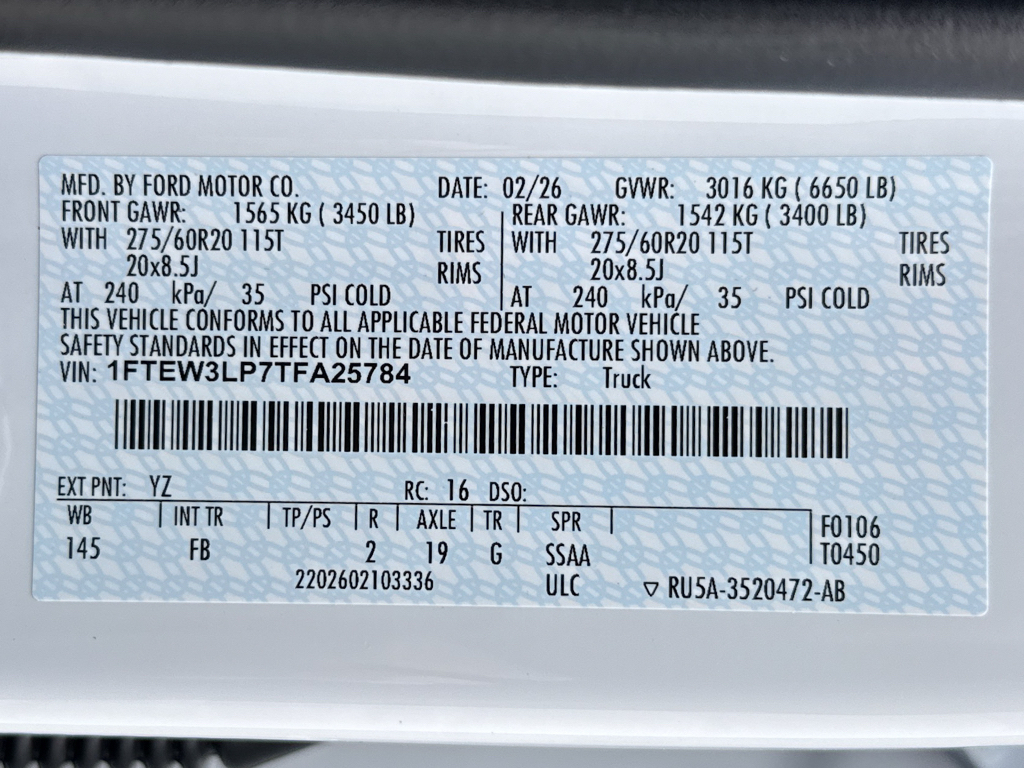 MFD. BY FORD MOTOR CO. DATE: 02/26 GVWR: 3016 KG ( 6650 LB)
FRONT GAWR: 1565 KG ( 3450 LB) REAR GAWR: 1542 KG ( 3400 LB)
WITH 275/60R20 115T TIRES WITH 275/60R20 115T TIRES
20x8.5J RIMS 20x8.5J RIMS
AT 240 kPa/ 35 PSI COLD AT 240 kPa/ 35 PSI COLD
THIS VEHICLE CONFORMS TO ALL APPLICABLE FEDERAL MOTOR VEHICLE
SAFETY STANDARDS IN EFFECT ON THE DATE OF MANUFACTURE SHOWN ABOVE.
VIN: 1FTEW3LP7TFA25784 TYPE: Truck
EXT PNT: YZ RC: 16 DSO:
WB INT TR TP/PS R AXLE TR SPR F0106
145 FB 2 19 G SSAA T0450
2202602103336 ULC ▽ RU5A-3520472-AB